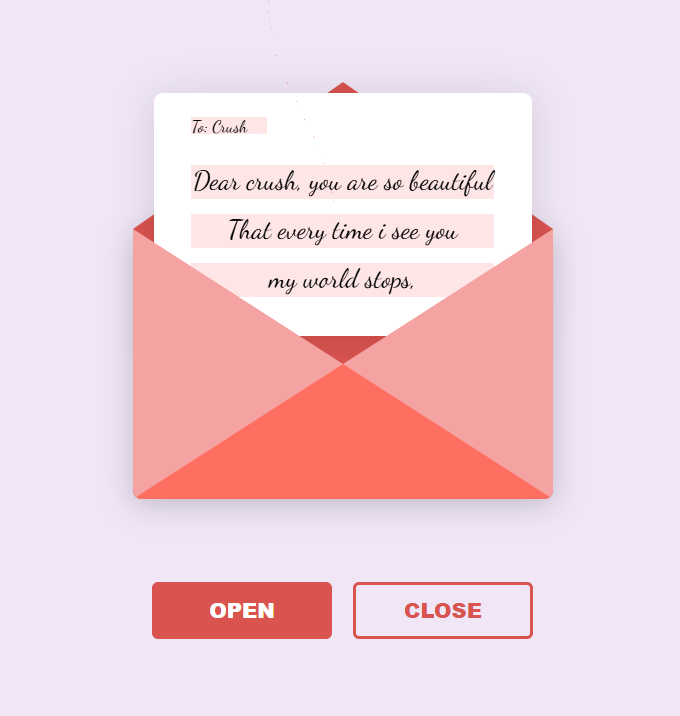 To: Crush
Dear crush, you are so beautiful
That every time i see you
my world stops,
OPEN
CLOSE